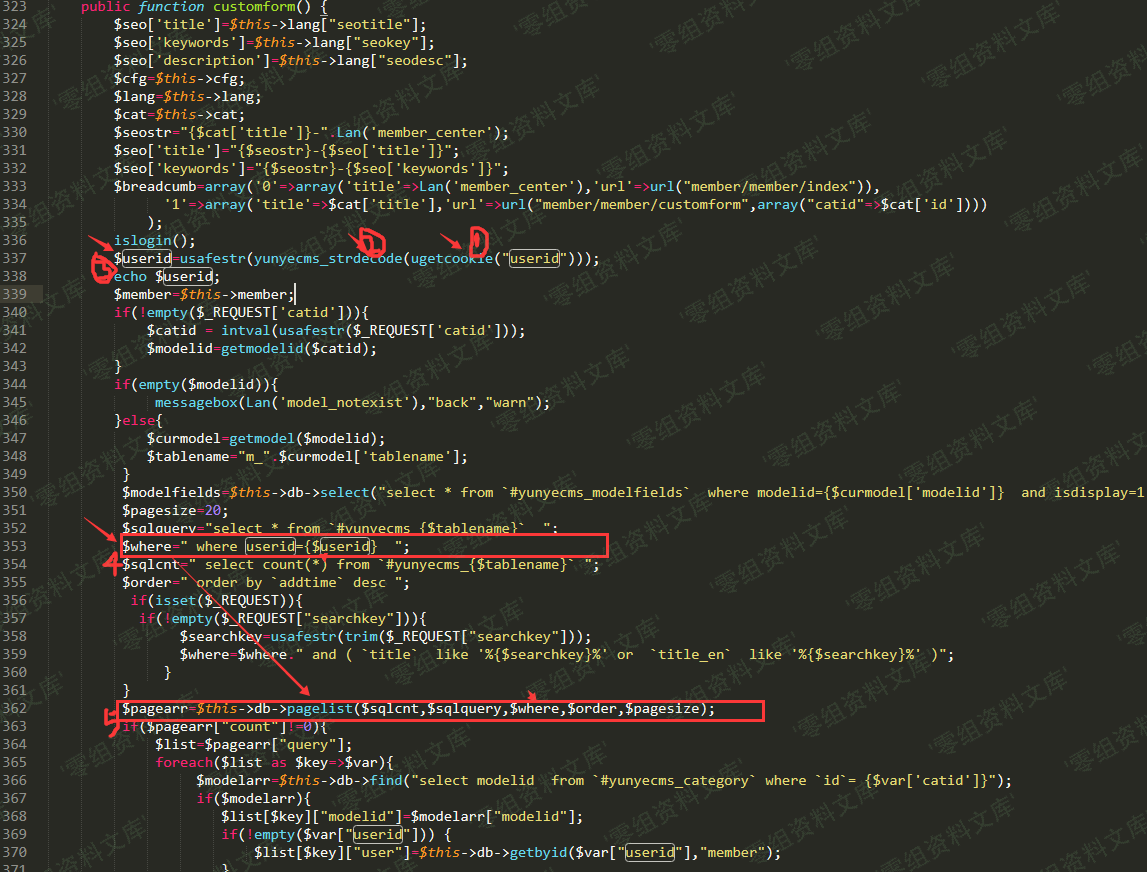 323 public function customform() {
324 $seo['title']=$this->lang["seotitle"];
325 $seo['keywords']=$this->lang["seokey"];
326 $seo['description']=$this->lang["seodesc"];
327 $cfg=$this->cfg;
328 $lang=$this->lang;
329 $cat=$this->cat;
330 $seostr="{$cat['title']}-".Lan('member_center');
331 $seo['title']="{$seostr}-{$seo['title']}";
332 $seo['keywords']="{$seostr}-{$seo['keywords']}";
333 $breadcumb=array('0'=>array('title'=>Lan('member_center'),'url'=>url("member/member/index")),
334 '1'=>array('title'=>$cat['title'],'url'=>url("member/member/customform",array("catid"=>$cat['id'])))
335 );
336 islogin();
337 $userid=usafestr(yunyecms_strdecode(ugetcookie("userid")));
338 echo $userid;
339 $member=$this->member;
340 if(!empty($_REQUEST['catid'])){
341 $catid = intval(usafestr($_REQUEST['catid']));
342 $modelid=getmodelid($catid);
343 }
344 if(empty($modelid)){
345 messagebox(Lan('model_notexist'),"back","warn");
346 }else{
347 $curmodel=getmodel($modelid);
348 $tablename="m_".$curmodel['tablename'];
349 }
350 $modelfields=$this->db->select("select * from `#yunyecms_modelfields` where modelid={$curmodel['modelid']} and isdisplay=1
351 $pagesize=20;
352 $sqlquery="select * from `#yunyecms_{$tablename}` ";
353 $where=" where userid={$userid} ";
354 $sqlcnt=" select count(*) from `#yunyecms_{$tablename}` ";
355 $order=" order by `addtime` desc ";
356 if(isset($_REQUEST)){
357 if(!empty($_REQUEST["searchkey"])){
358 $searchkey=usafestr(trim($_REQUEST["searchkey"]));
359 $where=$where." and ( `title` like '%{$searchkey}%' or `title_en` like '%{$searchkey}%' )";
360 }
361 }
362 $pagearr=$this->db->pagelist($sqlcnt,$sqlquery,$where,$order,$pagesize);
363 if($pagearr["count"]!=0){
364 $list=$pagearr["query"];
365 foreach($list as $key=>$var){
366 $modelarr=$this->db->find("select modelid from `#yunyecms_category` where `id`= {$var['catid']}");
367 if($modelarr){
368 $list[$key]["modelid"]=$modelarr["modelid"];
369 if(!empty($var["userid"])) {
370 $list[$key]["user"]=$this->db->getbyid($var["userid"],"member");
371 }
零组资料文库